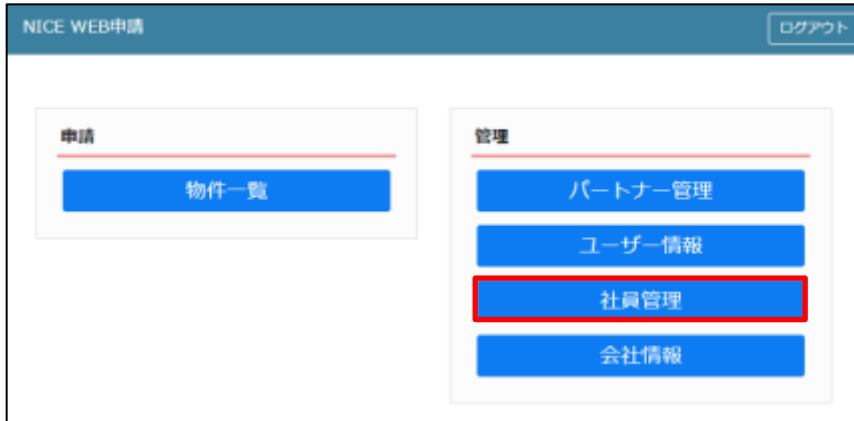 NICE WEB申請
ログアウト
申請
物件一覧
管理
パートナー管理
ユーザー情報
社員管理
会社情報